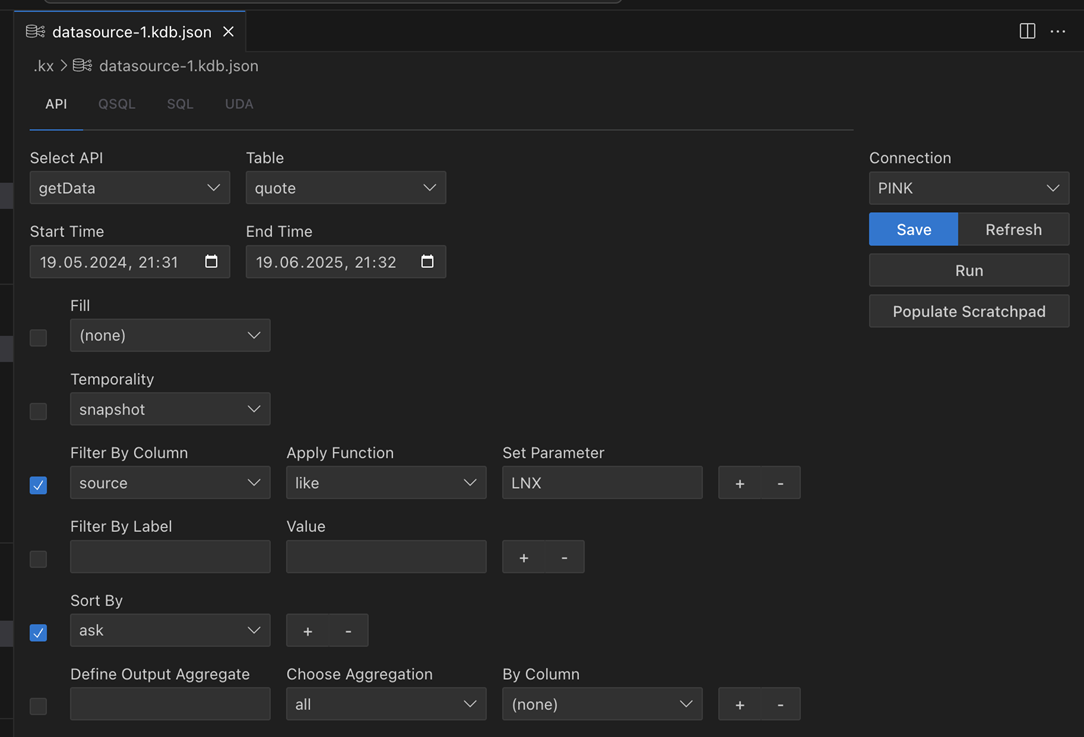 datasource-1.kdb.json
.kx > datasource-1.kdb.json
API QSQL SQL UDA
Select API Table Connection
getData quote PINK
Start Time End Time Save Refresh
19.05.2024, 21:31 19.06.2025, 21:32 Run
Fill Populate Scratchpad
(none)
Temporality
snapshot
Filter By Column Apply Function Set Parameter
source like LNX + -
Filter By Label Value
+ -
Sort By
ask + -
Define Output Aggregate Choose Aggregation By Column
all (none) + -